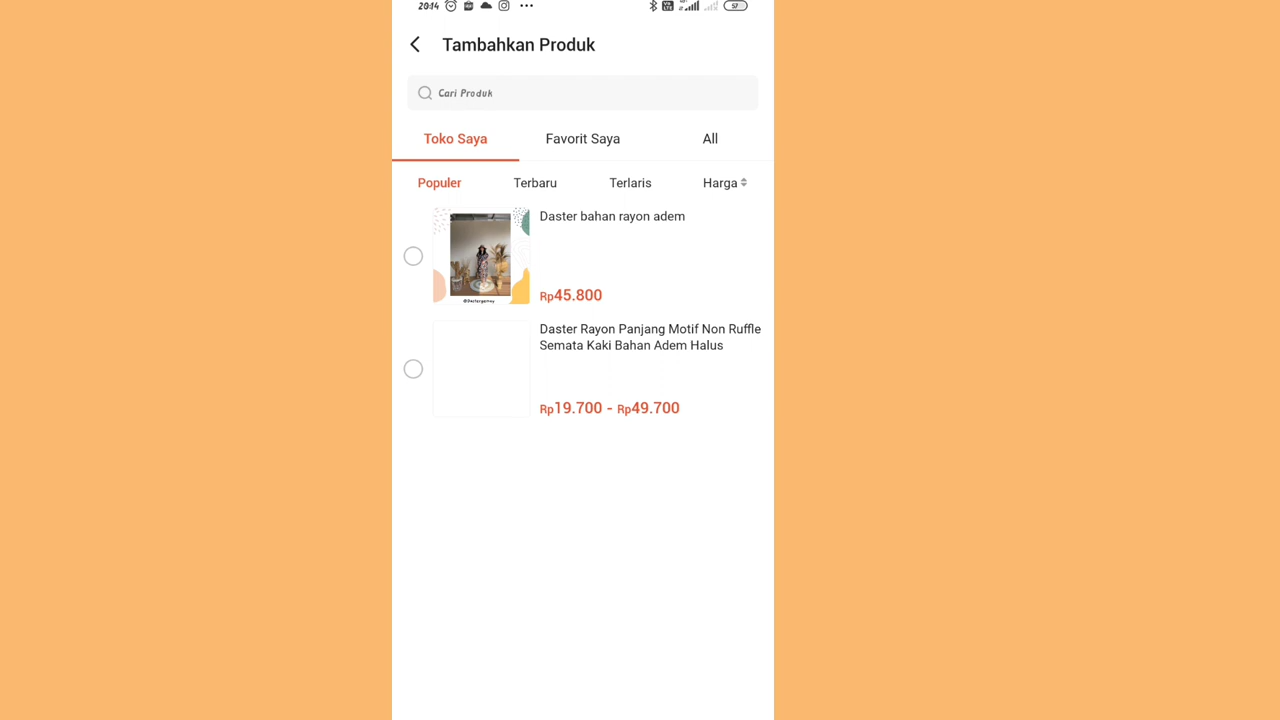 20:14
57
Tambahkan Produk
Cari Produk
Toko Saya Favorit Saya All
Populer Terbaru Terlaris Harga
Daster bahan rayon adem
Rp45.800
Daster Rayon Panjang Motif Non Ruffle
Semata Kaki Bahan Adem Halus
Rp19.700 - Rp49.700